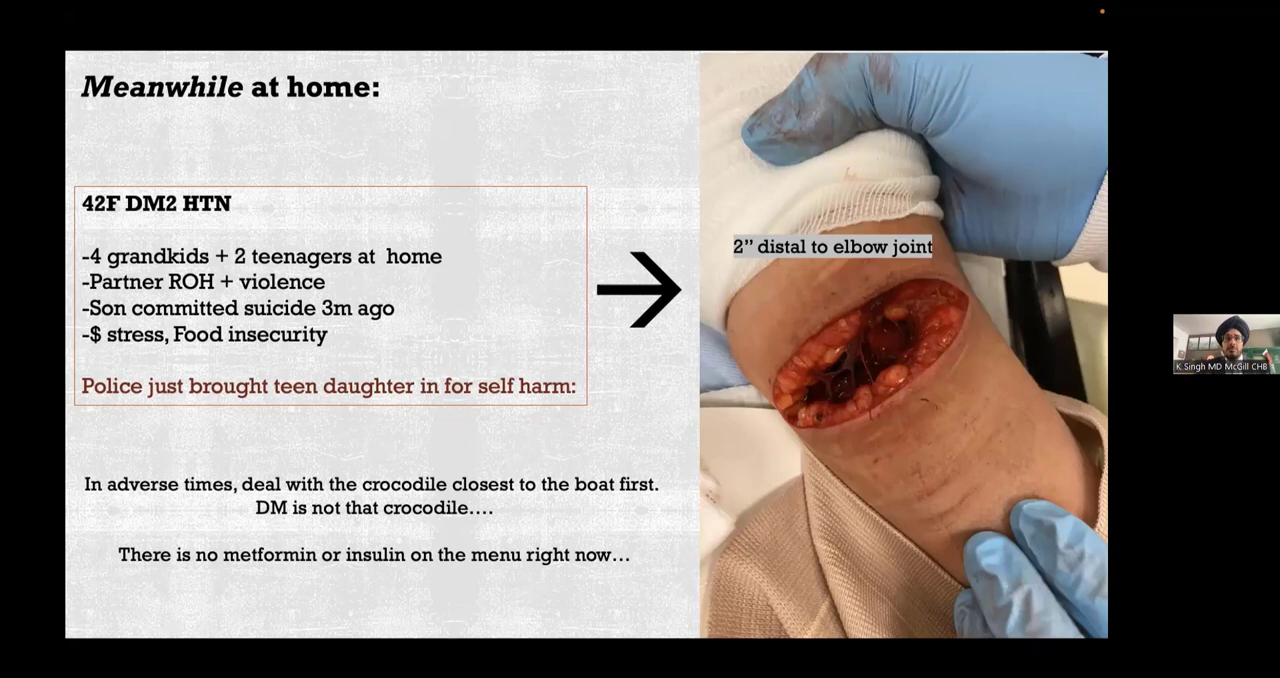 Meanwhile at home:
42F DM2 HTN
-4 grandkids + 2 teenagers at home
-Partner ROH + violence
-Son committed suicide 3m ago
-$ stress, Food insecurity
Police just brought teen daughter in for self harm:
In adverse times, deal with the crocodile closest to the boat first.
DM is not that crocodile....
There is no metformin or insulin on the menu right now...
2” distal to elbow joint
K Singh MD McGill CHB